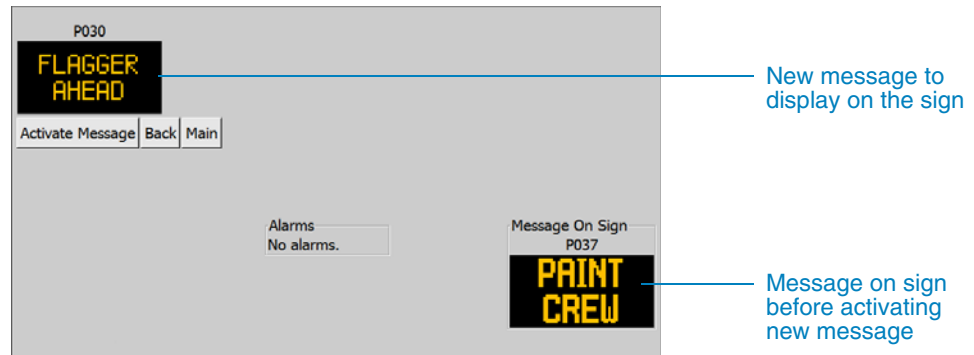 P030
FLAGGER
AHEAD
Activate Message Back Main
New message to
display on the sign
Alarms
No alarms.
Message On Sign
P037
PAINT
CREW
Message on sign
before activating
new message